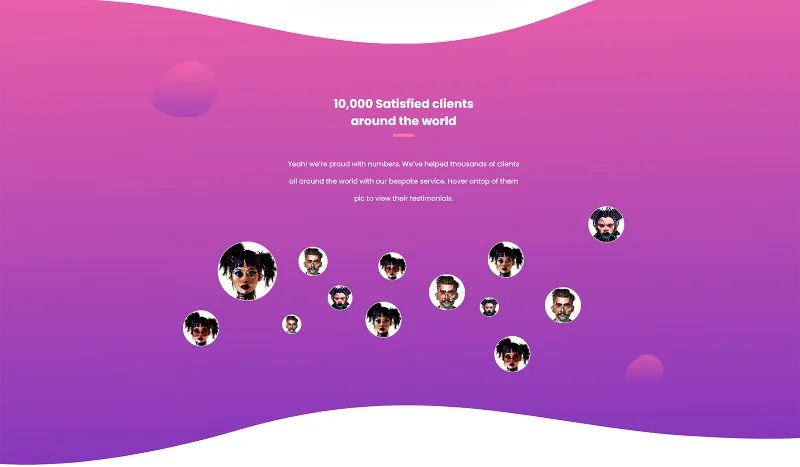 10,000 Satisfied clients
around the world
Yeah! we're proud with numbers. We've helped thousands of clients
all around the world with our bespoke service. Hover ontop of them
pic to view their testimonials.